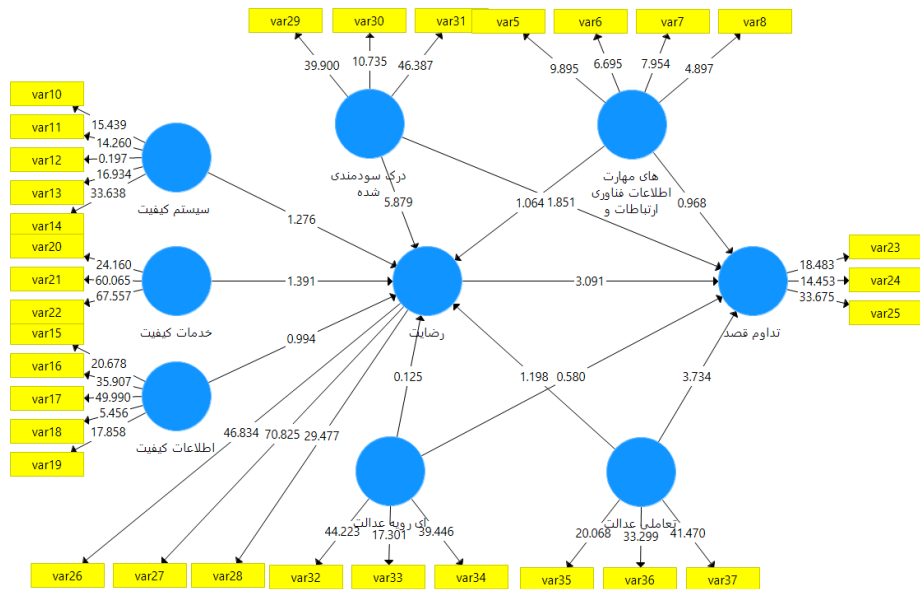 var29
var30
var31
var5
var6
var7
var8
39.900
10.735
46.387
9.895
6.695
7.954
4.897
var10
var11
var12
var13
var14
15.439
14.260
0.197
16.934
33.638
سیستم کیفیت
درک سودمندی
شده
های مهارت
اطلاعات فناوری
ارتباطات و
5.879
1.064
1.851
0.968
1.276
var20
var21
var22
24.160
60.065
67.557
خدمات کیفیت
1.391
رضایت
3.091
تداوم قصد
18.483
14.453
33.675
var23
var24
var25
var15
var16
var17
var18
var19
20.678
35.907
49.990
5.456
17.858
اطلاعات کیفیت
0.994
0.125
1.198
0.580
3.734
46.834
70.825
29.477
ای رویه عدالت
تعاملی عدالت
44.223
17.301
39.446
20.068
33.299
41.470
var26
var27
var28
var32
var33
var34
var35
var36
var37